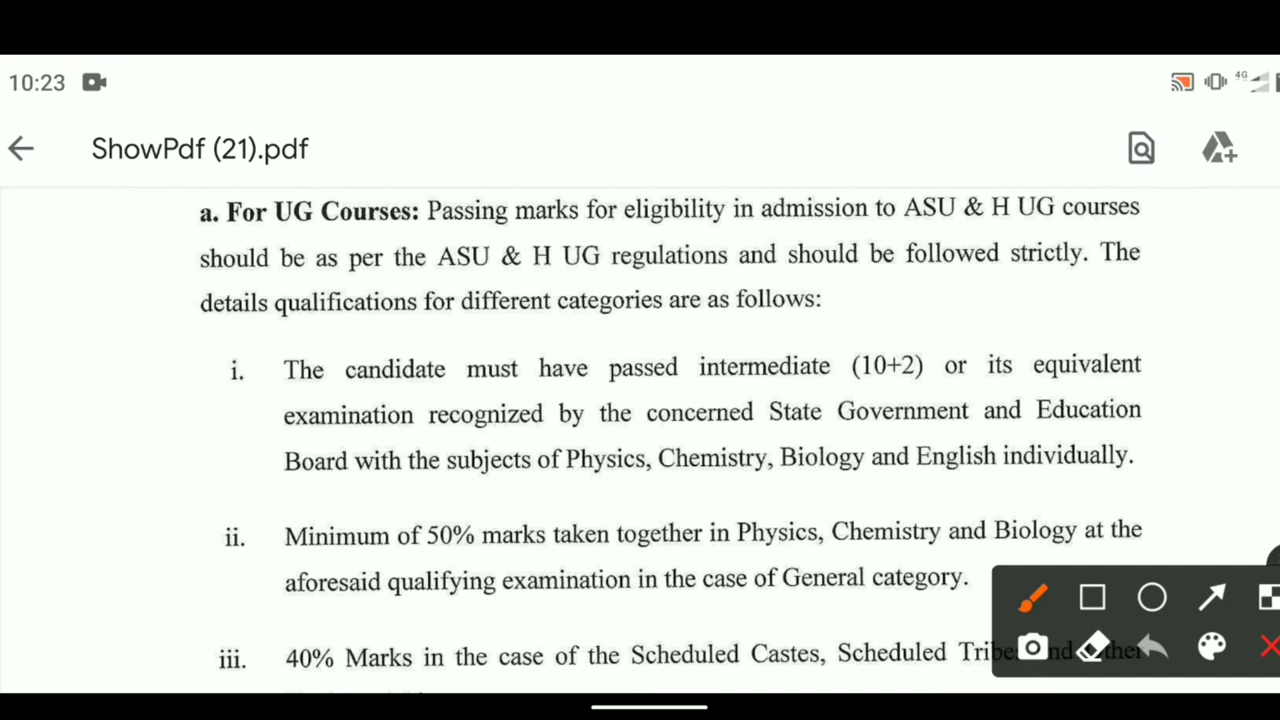 10:23
4G
ShowPdf (21).pdf
a. For UG Courses: Passing marks for eligibility in admission to ASU & H UG courses
should be as per the ASU & H UG regulations and should be followed strictly. The
details qualifications for different categories are as follows:
i. The candidate must have passed intermediate (10+2) or its equivalent
examination recognized by the concerned State Government and Education
Board with the subjects of Physics, Chemistry, Biology and English individually.
ii. Minimum of 50% marks taken together in Physics, Chemistry and Biology at the
aforesaid qualifying examination in the case of General category.
iii. 40% Marks in the case of the Scheduled Castes, Scheduled Tribes and Other